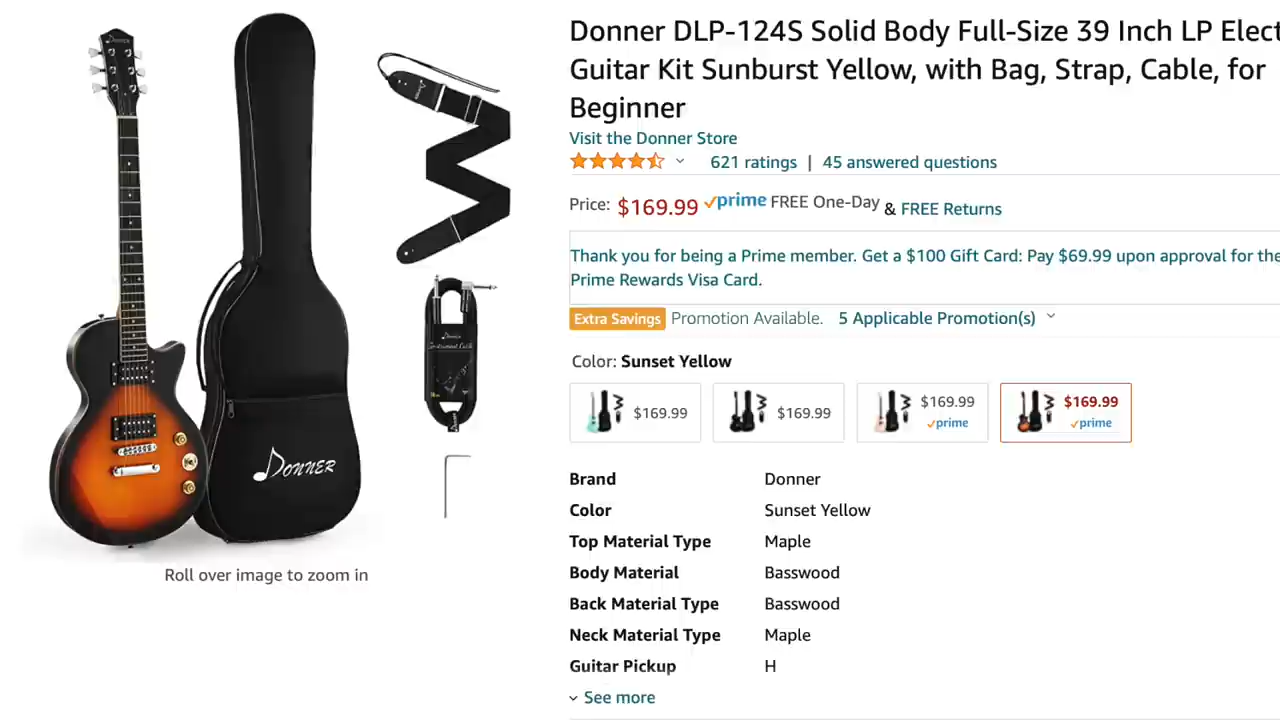 Donner DLP-124S Solid Body Full-Size 39 Inch LP Elect
Guitar Kit Sunburst Yellow, with Bag, Strap, Cable, for
Beginner
Visit the Donner Store
621 ratings | 45 answered questions
Price: $169.99 prime FREE One-Day & FREE Returns
Thank you for being a Prime member. Get a $100 Gift Card: Pay $69.99 upon approval for the
Prime Rewards Visa Card.
Extra Savings Promotion Available. 5 Applicable Promotion(s)
Color: Sunset Yellow
$169.99 $169.99 $169.99 $169.99
prime prime
Brand Donner
Color Sunset Yellow
Top Material Type Maple
Body Material Basswood
Back Material Type Basswood
Neck Material Type Maple
Guitar Pickup H
See more
DONNER
Donner
Roll over image to zoom in